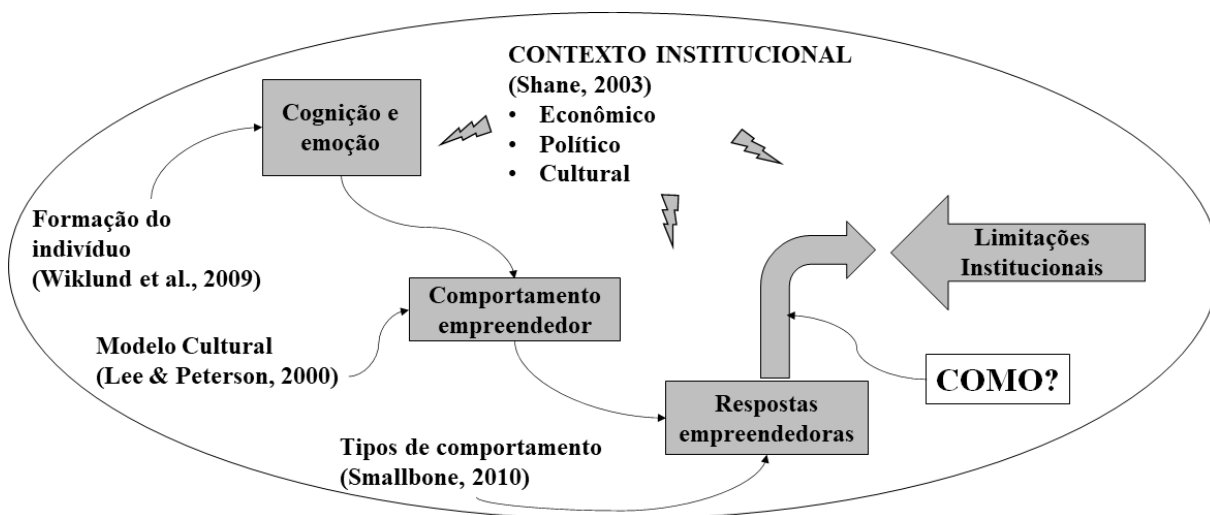 CONTEXTO INSTITUCIONAL
(Shane, 2003)
• Econômico
• Político
• Cultural
Cognição e
emoção
Formação do
indivíduo
(Wiklund et al., 2009)
Limitações
Institucionais
Comportamento
empreendedor
Modelo Cultural
(Lee & Peterson, 2000)
COMO?
Respostas
empreendedoras
Tipos de comportamento
(Smallbone, 2010)